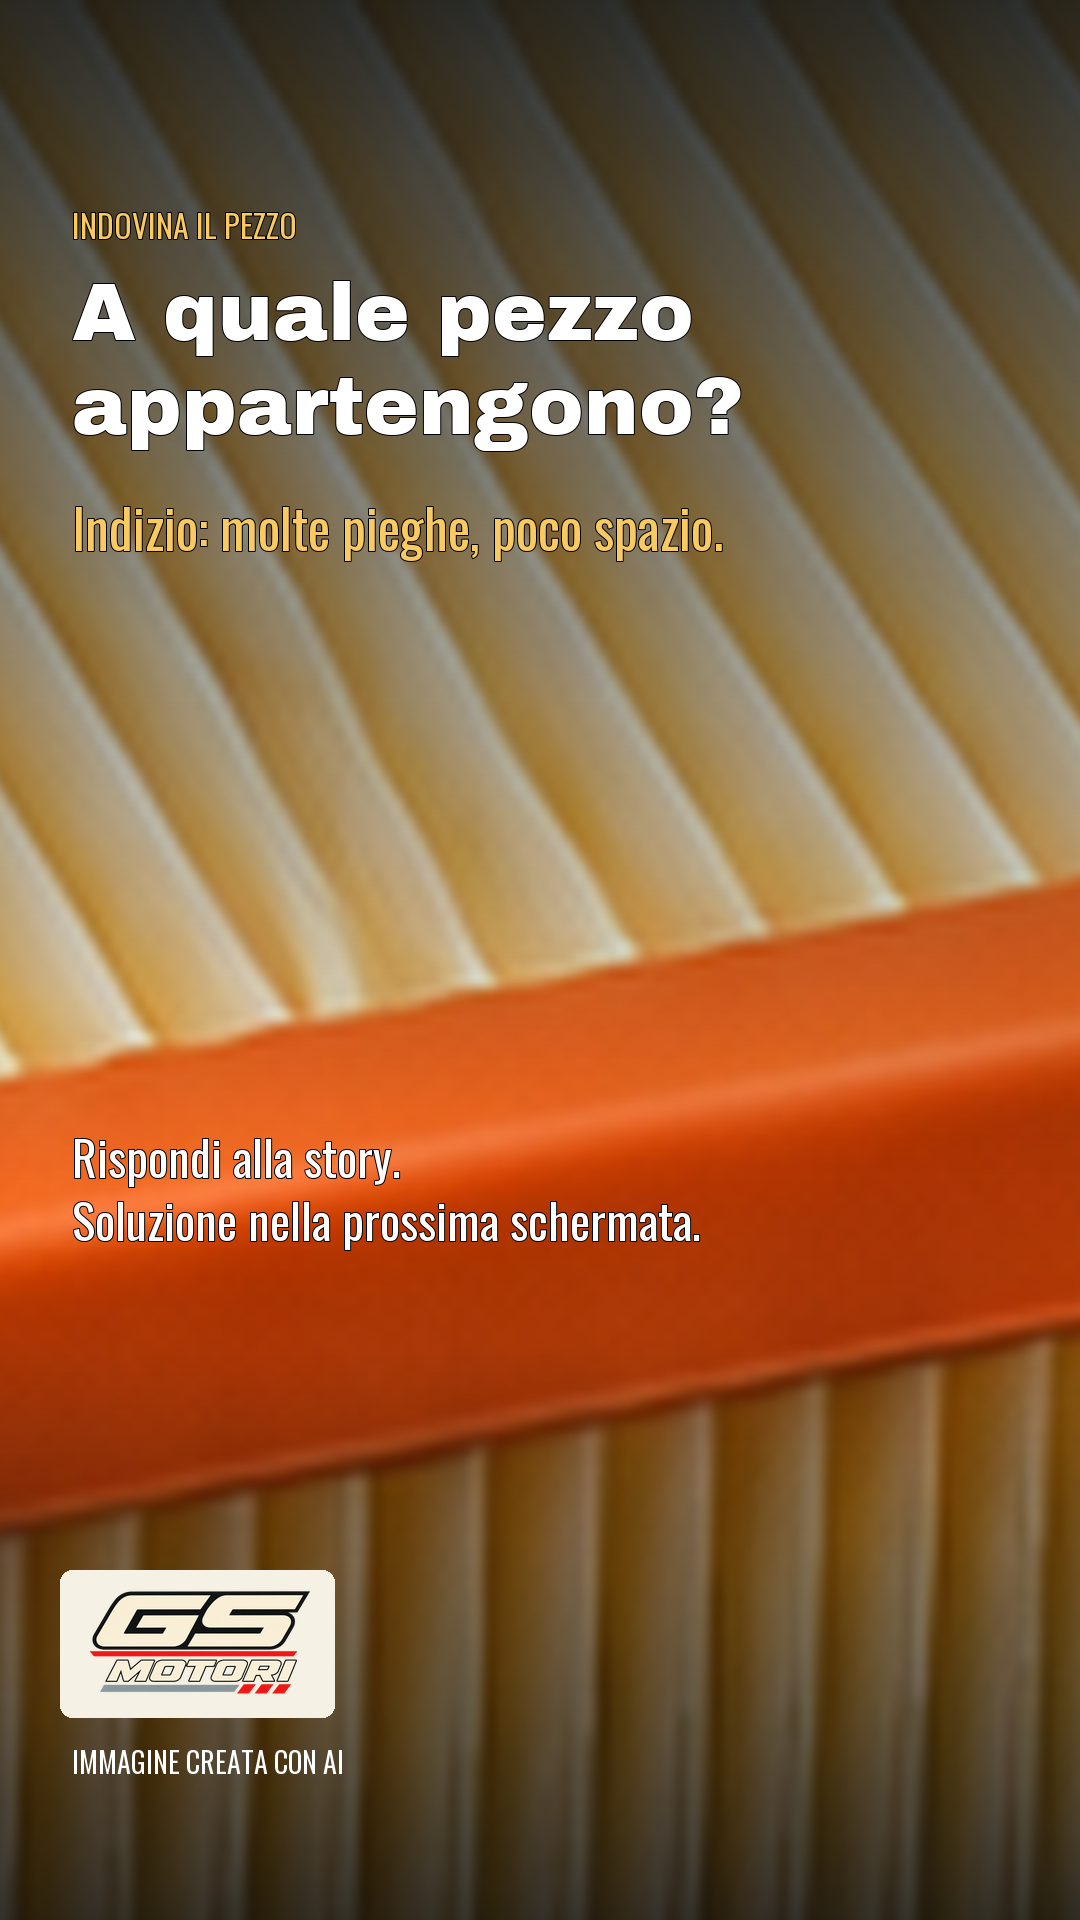 INDOVINA IL PEZZO
A quale pezzo
appartengono?
Indizio: molte pieghe, poco spazio.
Rispondi alla story.
Soluzione nella prossima schermata.
GS
MOTORI
IMMAGINE CREATA CON AI